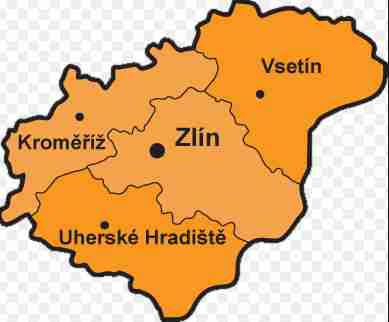 Vsetín
Zlín
Kroměříž
Uherské Hradiště